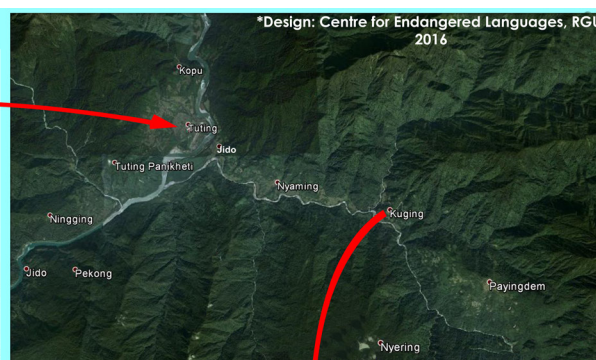 *Design: Centre for Endangered Languages, RGU
2016
Kopu
Tuting
Jido
Tuting Panikheti
Nyaming
Ningging
Kuging
Jido
Pekong
Payingdem
Nyering